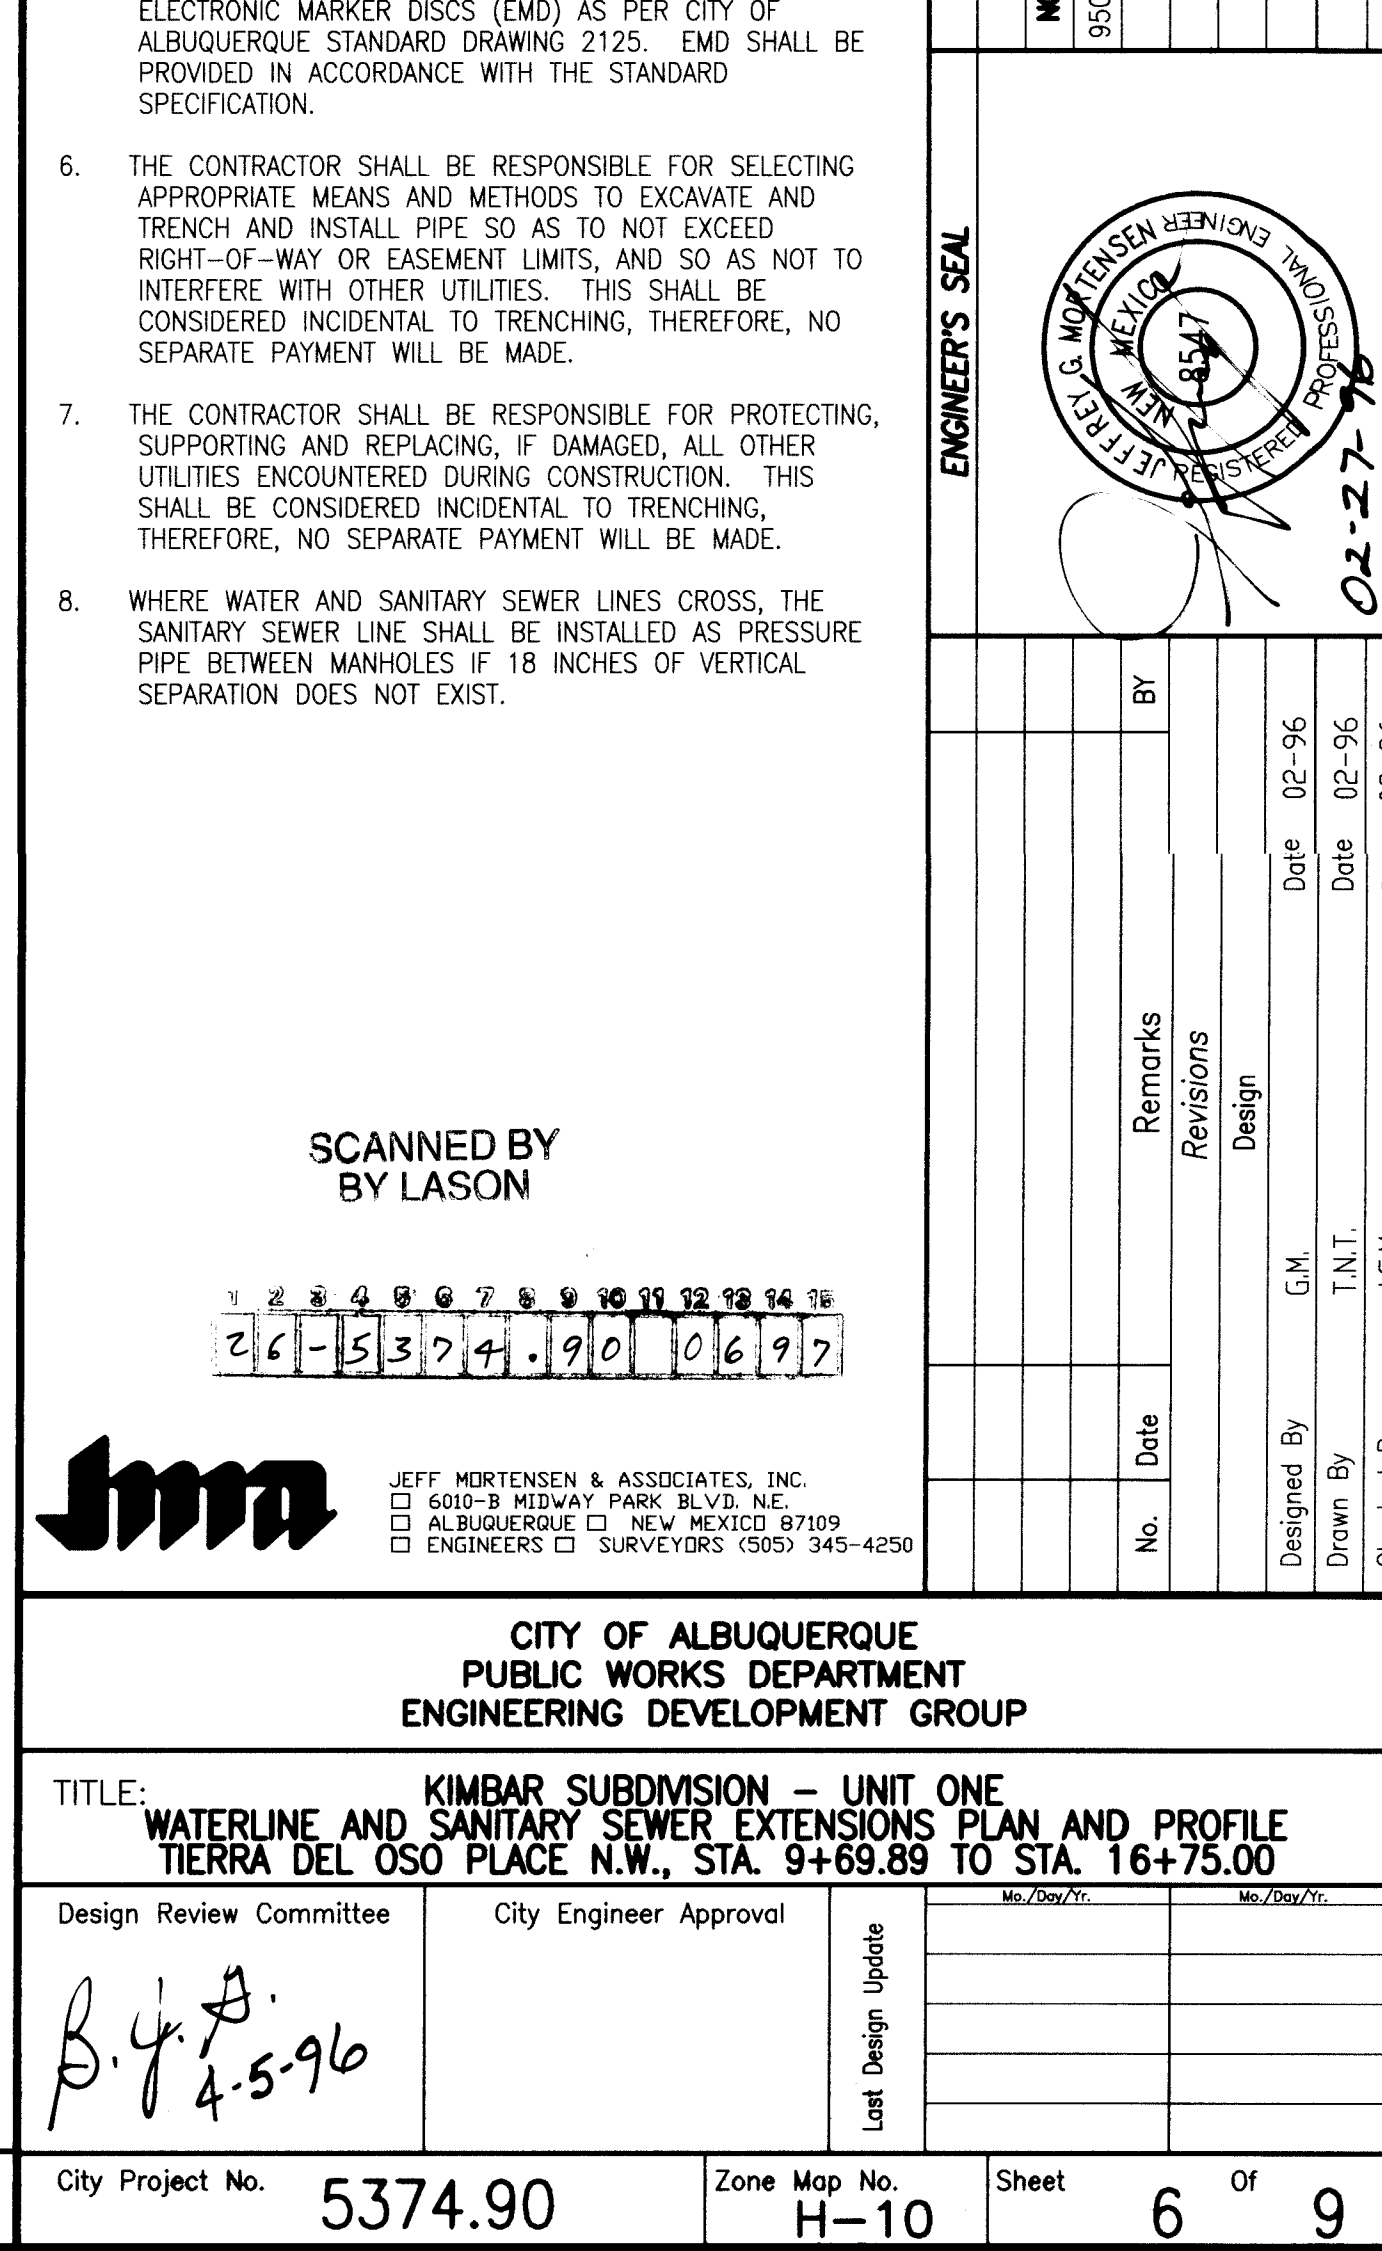 ELECTRONIC MARKER DISCS (EMD) AS PER CITY OF
ALBUQUERQUE STANDARD DRAWING 2125. EMD SHALL BE
PROVIDED IN ACCORDANCE WITH THE STANDARD
SPECIFICATION.
6. THE CONTRACTOR SHALL BE RESPONSIBLE FOR SELECTING
APPROPRIATE MEANS AND METHODS TO EXCAVATE AND
TRENCH AND INSTALL PIPE SO AS TO NOT EXCEED
RIGHT-OF-WAY OR EASEMENT LIMITS, AND SO AS NOT TO
INTERFERE WITH OTHER UTILITIES. THIS SHALL BE
CONSIDERED INCIDENTAL TO TRENCHING, THEREFORE, NO
SEPARATE PAYMENT WILL BE MADE.
7. THE CONTRACTOR SHALL BE RESPONSIBLE FOR PROTECTING,
SUPPORTING AND REPLACING, IF DAMAGED, ALL OTHER
UTILITIES ENCOUNTERED DURING CONSTRUCTION. THIS
SHALL BE CONSIDERED INCIDENTAL TO TRENCHING,
THEREFORE, NO SEPARATE PAYMENT WILL BE MADE.
8. WHERE WATER AND SANITARY SEWER LINES CROSS, THE
SANITARY SEWER LINE SHALL BE INSTALLED AS PRESSURE
PIPE BETWEEN MANHOLES IF 18 INCHES OF VERTICAL
SEPARATION DOES NOT EXIST.
SCANNED BY
BY LASON
1 2 3 4 5 6 7 8 9 10 11 12 13 14 15
26-5374.90 0697
jma
JEFF MORTENSEN & ASSOCIATES, INC.
□ 6010-B MIDWAY PARK BLVD. N.E.
□ ALBUQUERQUE □ NEW MEXICO 87109
□ ENGINEERS □ SURVEYORS (505) 345-4250
950
ENGINEER'S SEAL
JEFFREY G. MORTENSEN
REGISTERED PROFESSIONAL ENGINEER
NEW MEXICO
8547
02-27-96
No. Date Remarks BY
Revisions
Design
Designed By G.M. Date 02-96
Drawn By T.N.T. Date 02-96
CITY OF ALBUQUERQUE
PUBLIC WORKS DEPARTMENT
ENGINEERING DEVELOPMENT GROUP
TITLE: KIMBAR SUBDIVISION - UNIT ONE
WATERLINE AND SANITARY SEWER EXTENSIONS PLAN AND PROFILE
TIERRA DEL OSO PLACE N.W., STA. 9+69.89 TO STA. 16+75.00
Design Review Committee
B.Y.D.
4-5-96
City Engineer Approval
Last Design Update
Mo./Day/Yr. Mo./Day/Yr.
City Project No. 5374.90
Zone Map No. H-10
Sheet 6 Of 9